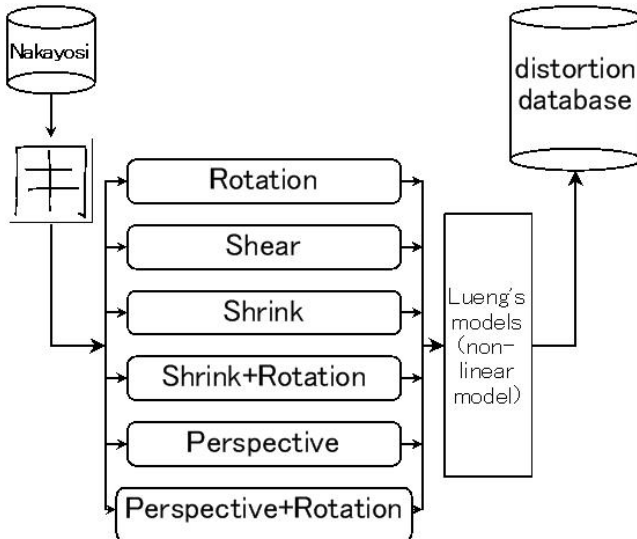 Nakayosi
distortion
database
Rotation
Shear
Shrink
Shrink+Rotation
Perspective
Perspective+Rotation
Lueng's
models
(non-
linear
model)